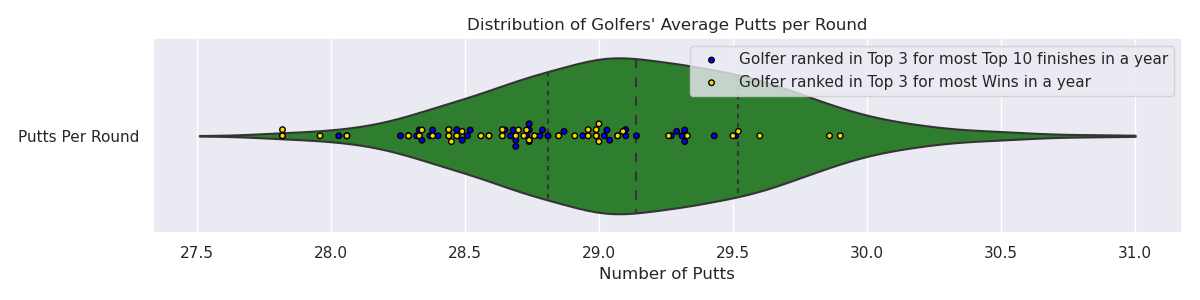 Distribution of Golfers' Average Putts per Round
Golfer ranked in Top 3 for most Top 10 finishes in a year
Golfer ranked in Top 3 for most Wins in a year
Putts Per Round
27.5 28.0 28.5 29.0 29.5 30.0 30.5 31.0
Number of Putts